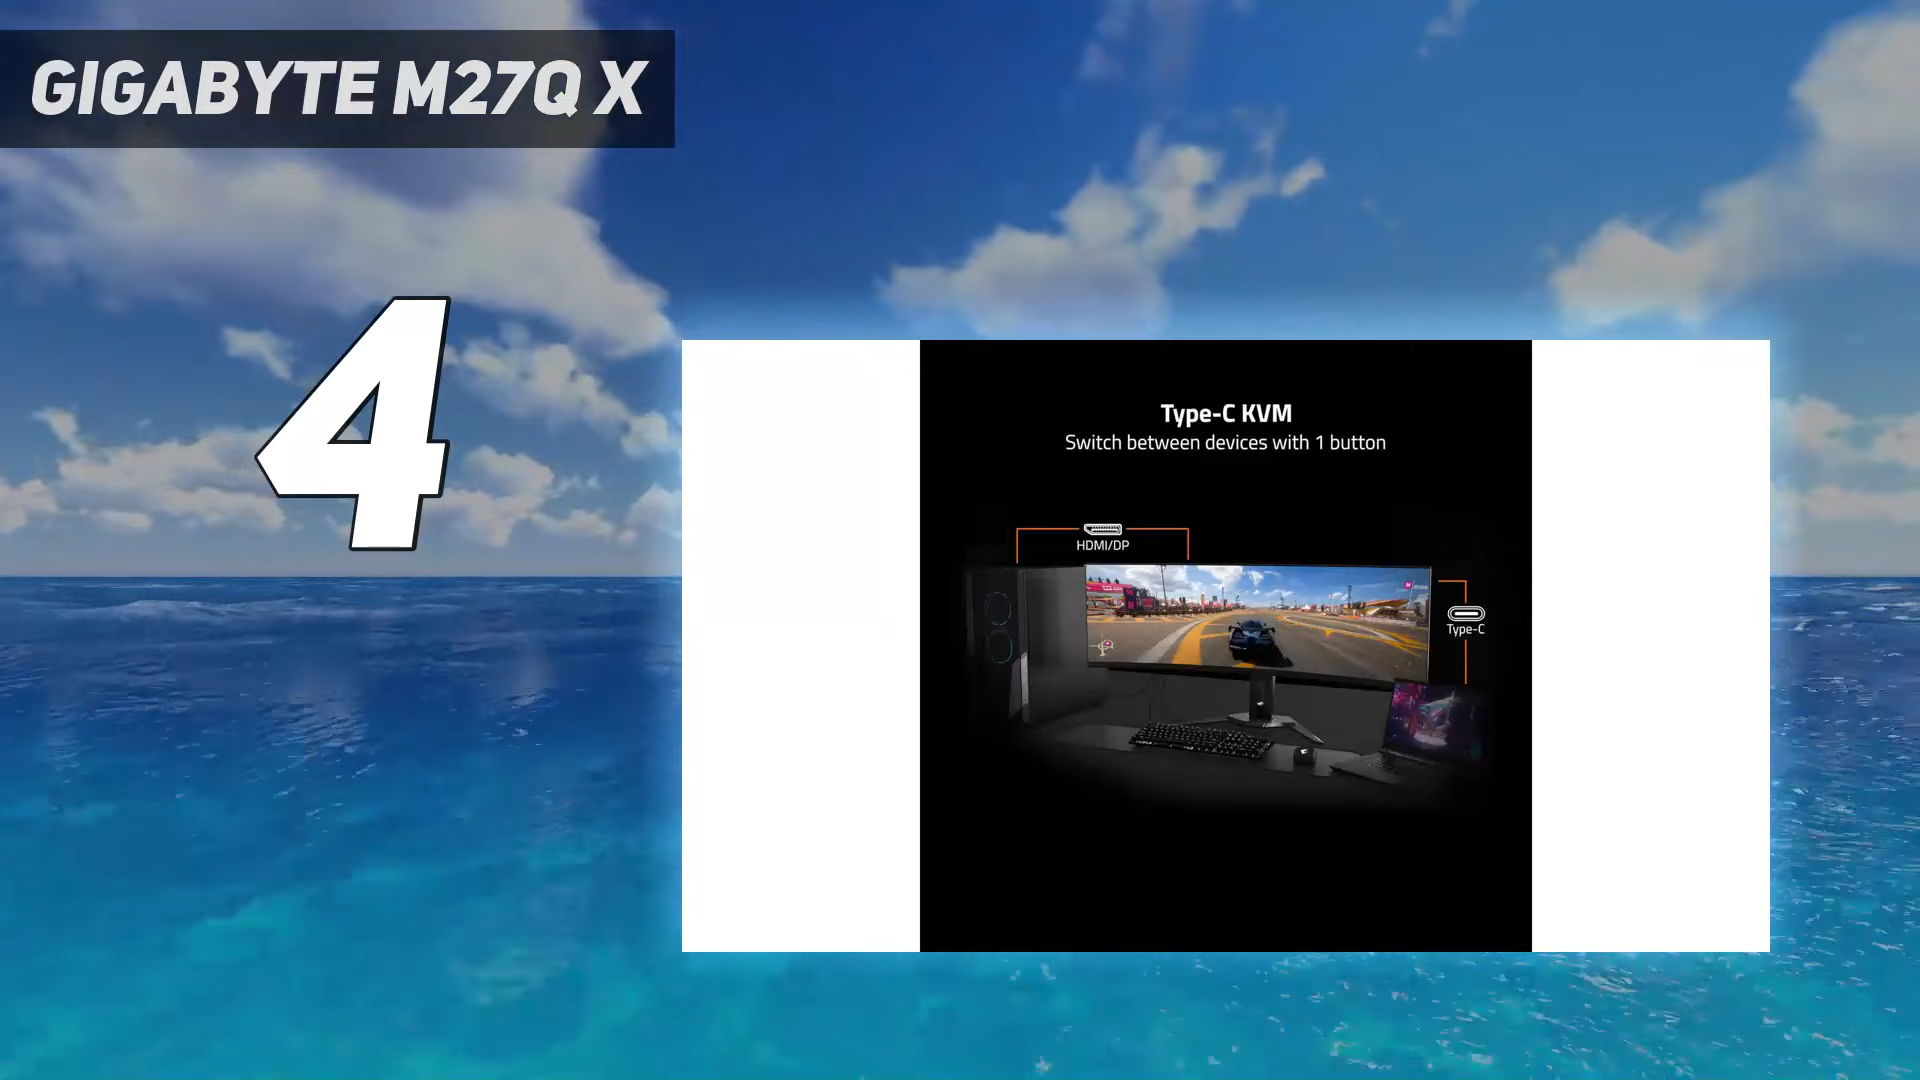 GIGABYTE M27Q X
4
Type-C KVM
Switch between devices with 1 button
HDMI/DP
Type-C